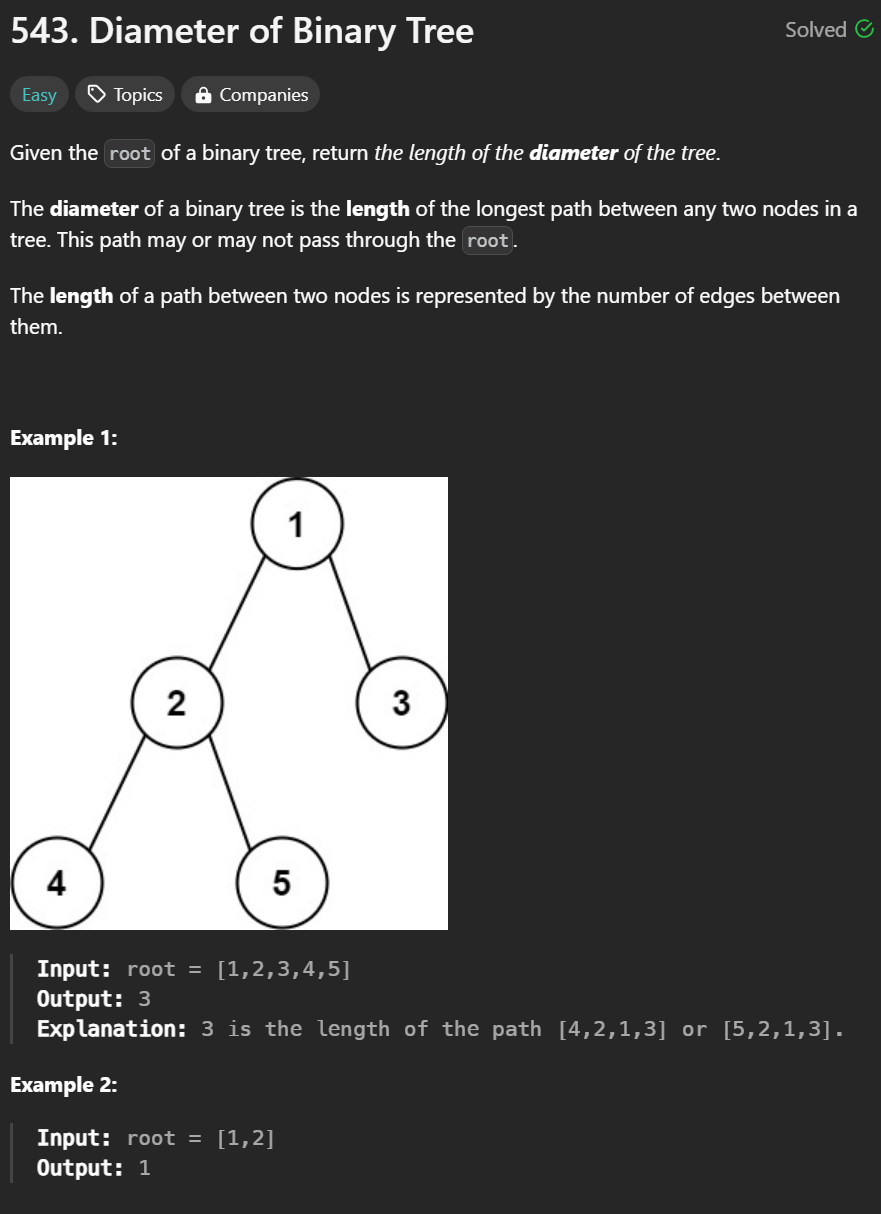 543. Diameter of Binary Tree
Solved
Easy
Topics
Companies
Given the root of a binary tree, return the length of the diameter of the tree.
The diameter of a binary tree is the length of the longest path between any two nodes in a
tree. This path may or may not pass through the root.
The length of a path between two nodes is represented by the number of edges between
them.
Example 1:
1
2
3
4
5
Input: root = [1,2,3,4,5]
Output: 3
Explanation: 3 is the length of the path [4,2,1,3] or [5,2,1,3].
Example 2:
Input: root = [1,2]
Output: 1